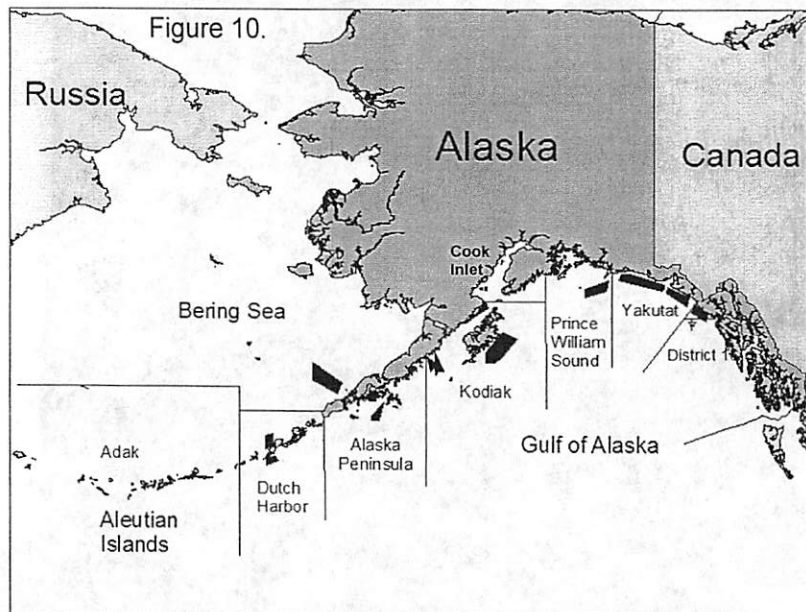 Figure 10.
Russia
Alaska
Canada
Cook
Inlet
Bering Sea
Prince
William
Sound
Yakutat
District 16
Kodiak
Alaska
Peninsula
Gulf of Alaska
Adak
Dutch
Harbor
Aleutian
Islands